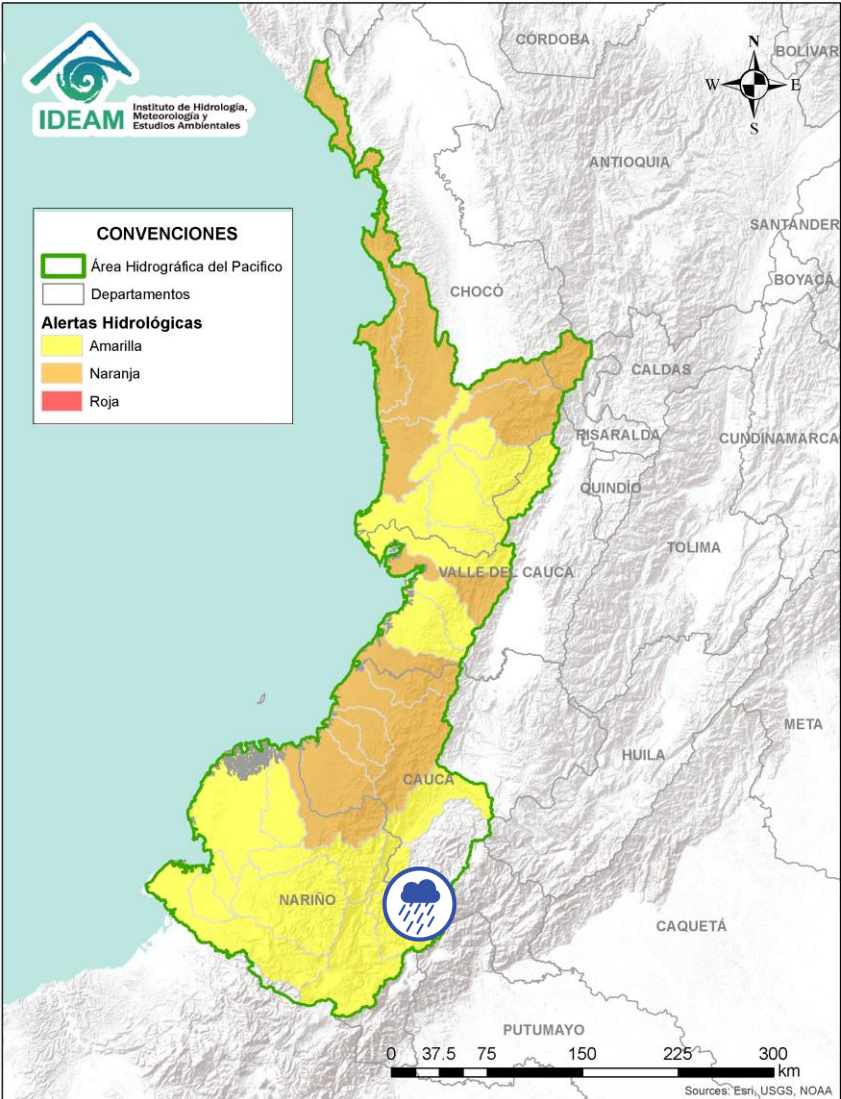 IDEAM
Instituto de Hidrología,
Meteorología y
Estudios Ambientales
N
W E
S
CÓRDOBA
BOLÍVAR
ANTIOQUIA
SANTANDER
BOYACÁ
CHOCÓ
CALDAS
RISARALDA
CUNDINAMARCA
QUINDÍO
TOLIMA
VALLE DEL CAUCA
META
HUILA
CAUCA
NARIÑO
CAQUETÁ
PUTUMAYO
CONVENCIONES
Área Hidrográfica del Pacifico
Departamentos
Alertas Hidrológicas
Amarilla
Naranja
Roja
0 37.5 75 150 225 300
km
Sources: Esri, USGS, NOAA